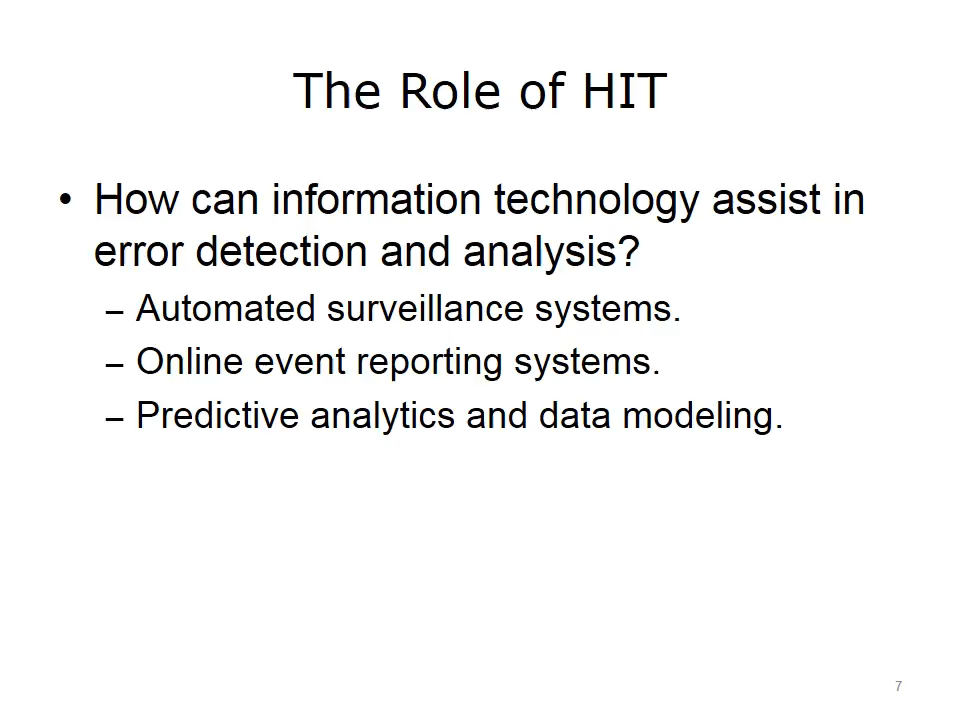 The Role of HIT
• How can information technology assist in
error detection and analysis?
– Automated surveillance systems.
– Online event reporting systems.
– Predictive analytics and data modeling.
7